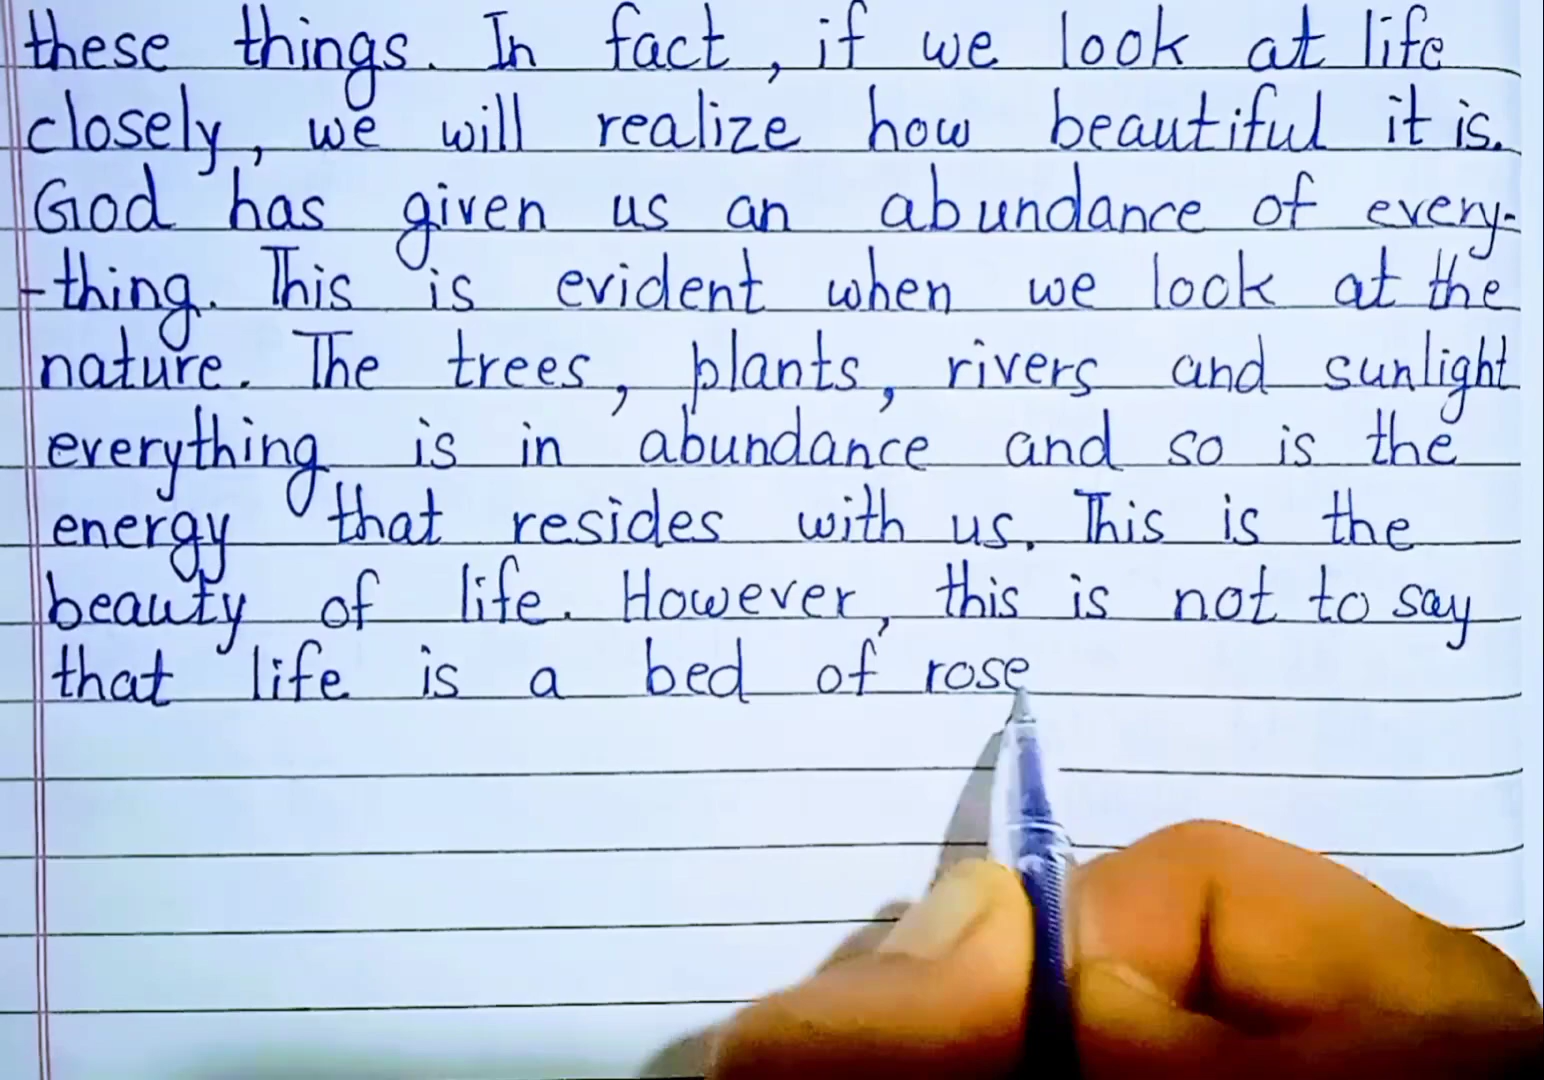 these things. In fact, if we look at life
closely, we will realize how beautiful it is.
God has given us an abundance of every-
-thing. This is evident when we look at the
nature. The trees, plants, rivers and sunlight
everything is in abundance and so is the
energy that resides with us. This is the
beauty of life. However, this is not to say
that life is a bed of rose